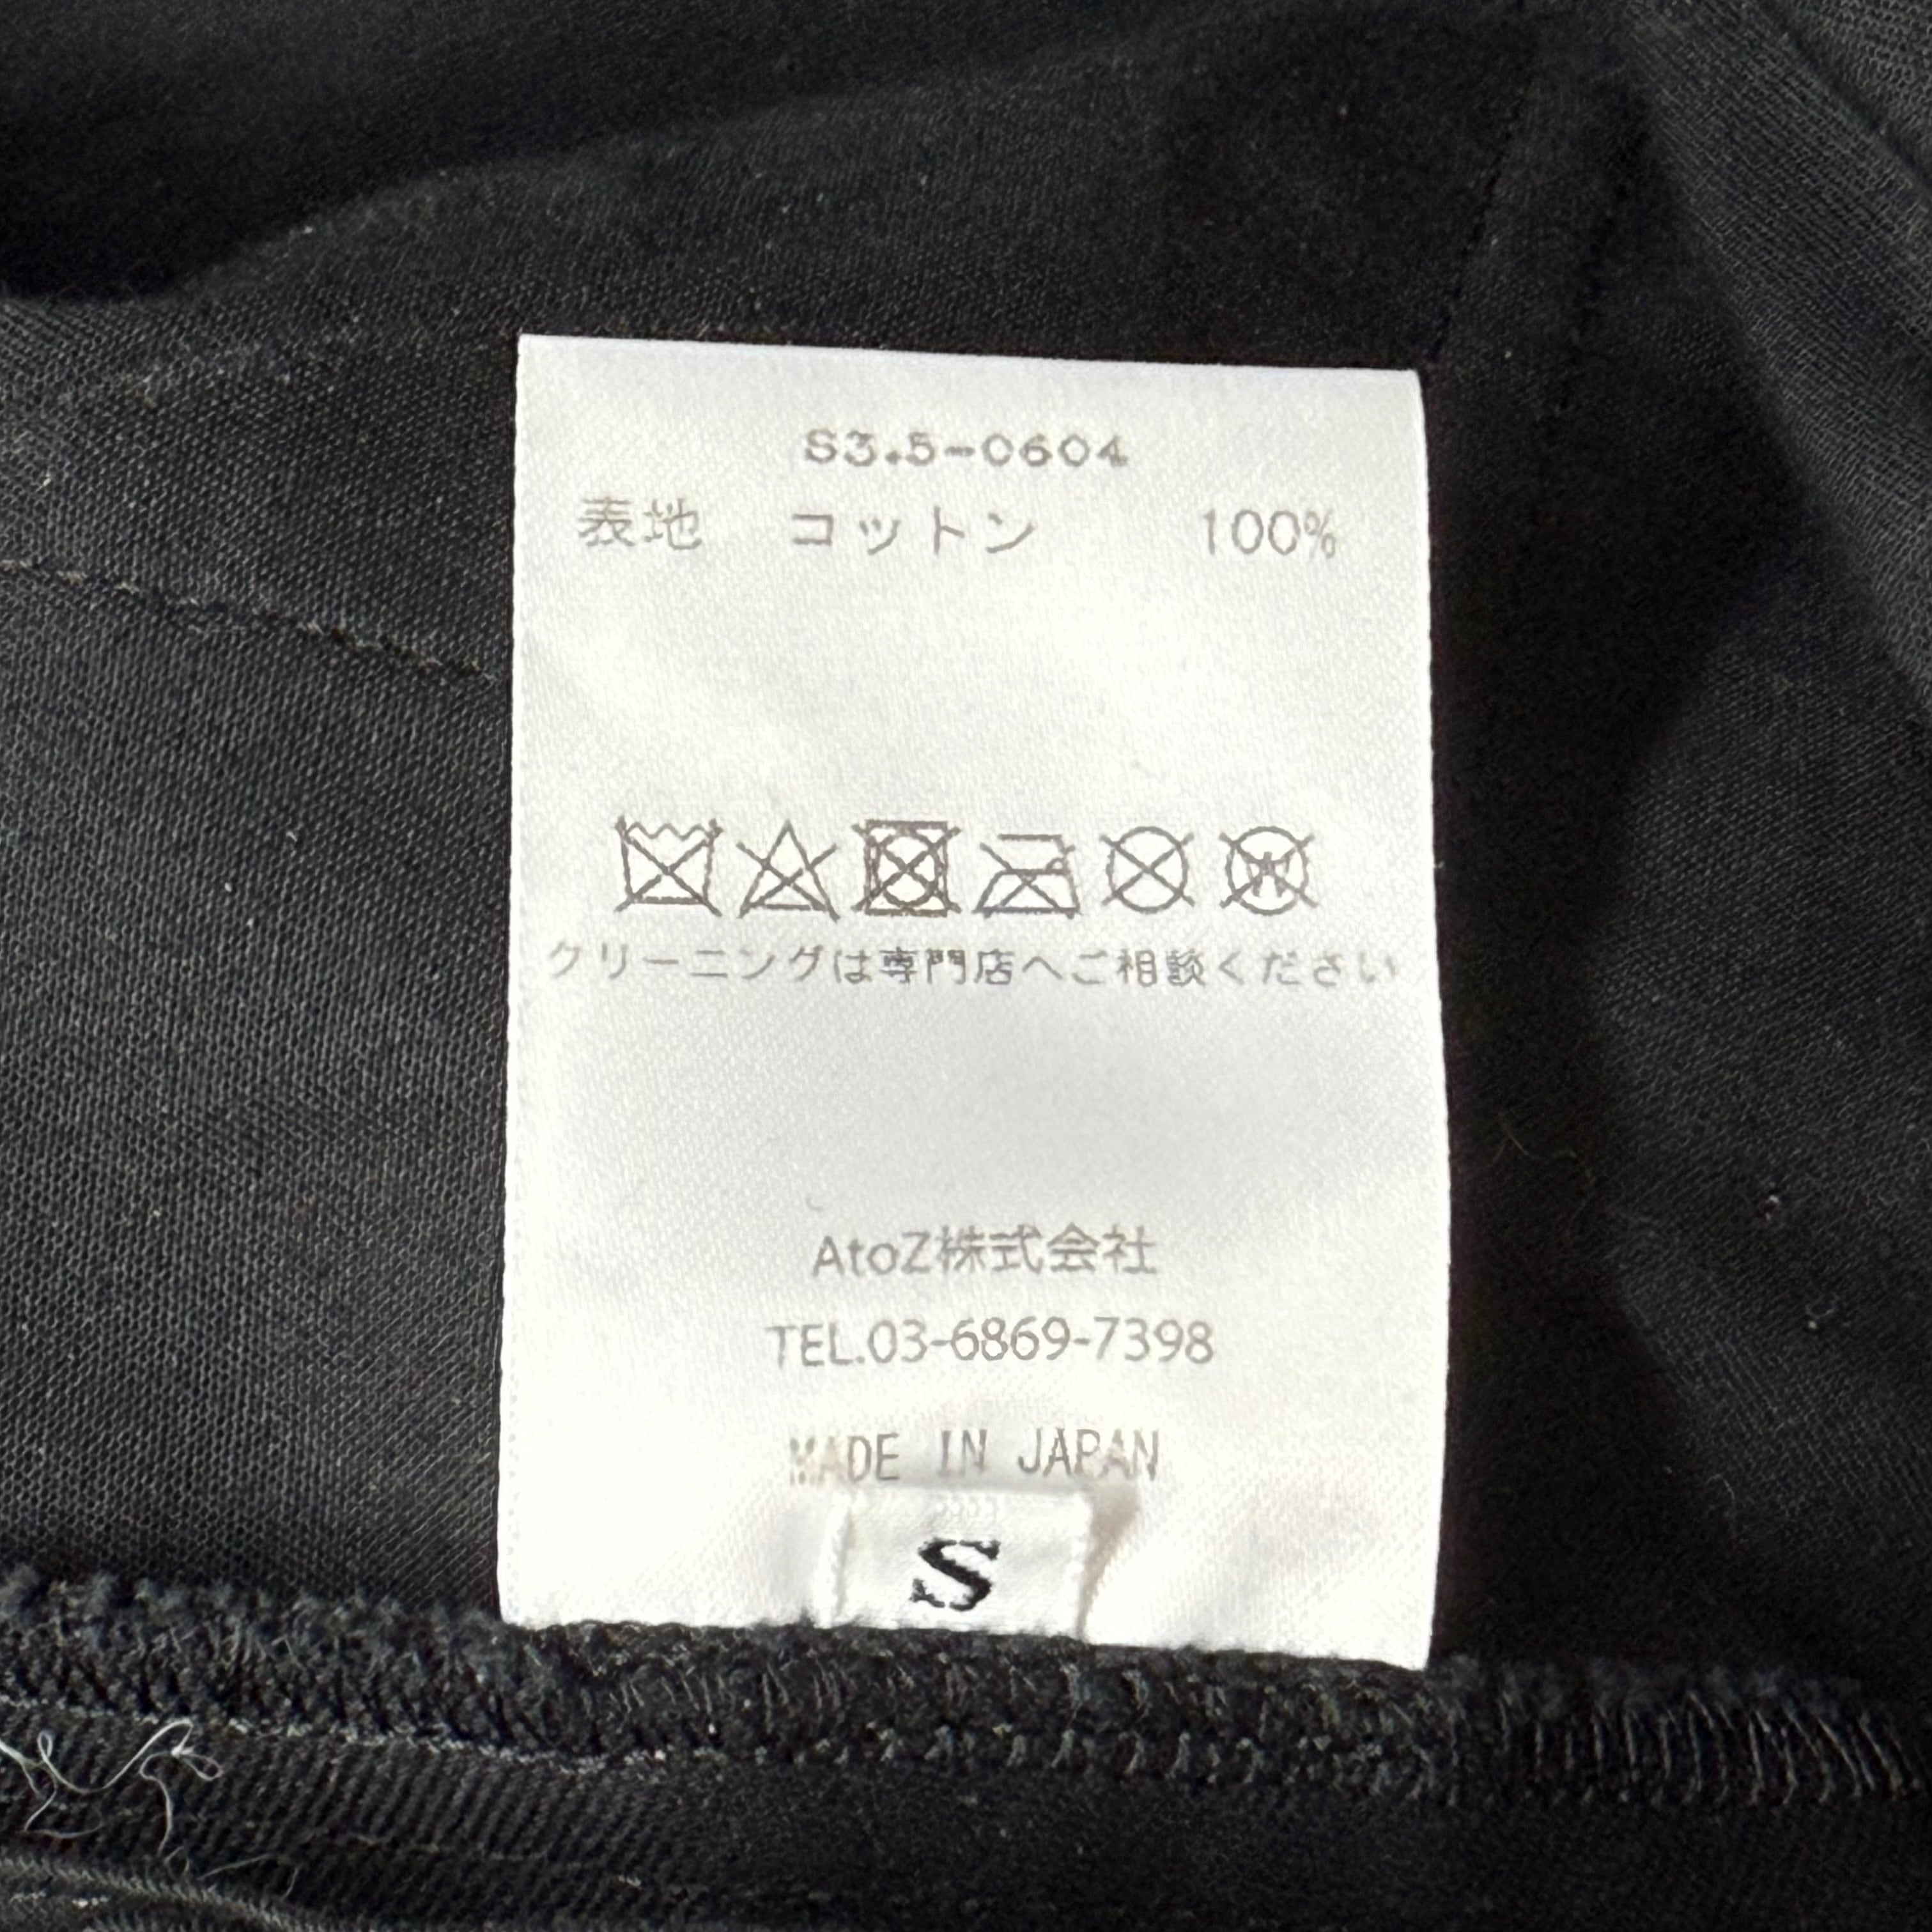 S3.5-0604
表地 コットン 100%
W
クリーニングは専門店へご相談ください
AtoZ株式会社
TEL.03-6869-7398
MADE IN JAPAN
S